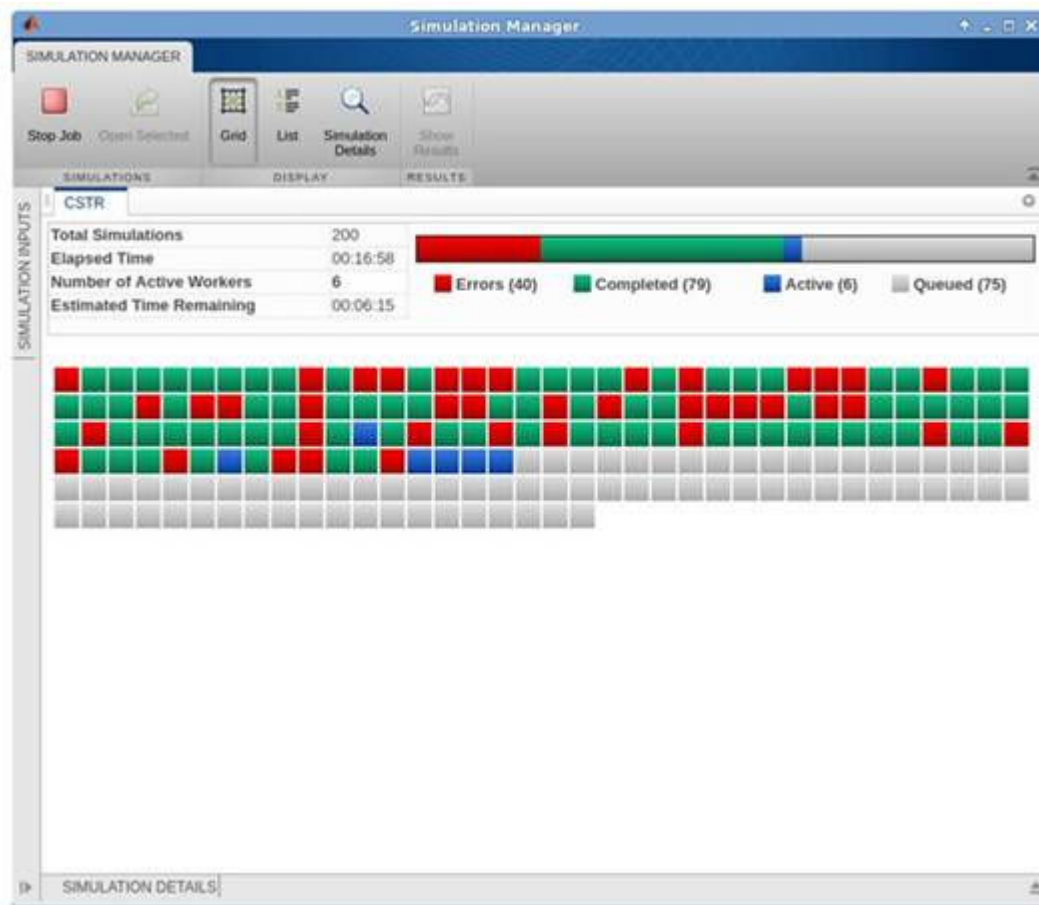 Simulation Manager
SIMULATION MANAGER
Stop Job
Open Selected
Grid
List
Simulation Details
Show Results
SIMULATIONS
DISPLAY
RESULTS
SIMULATION INPUTS
CSTR
Total Simulations 200
Elapsed Time 00:16:58
Number of Active Workers 6
Estimated Time Remaining 00:06:15
Errors (40) Completed (79) Active (6) Queued (75)
SIMULATION DETAILS